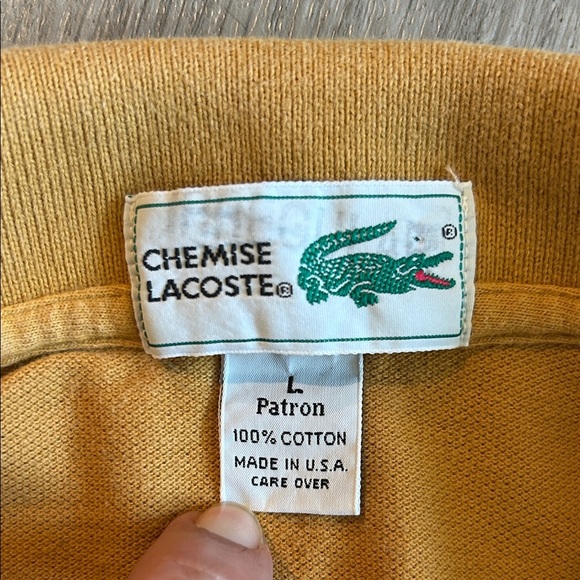 CHEMISE
LACOSTE®
®
L
Patron
100% COTTON
MADE IN U.S.A.
CARE OVER